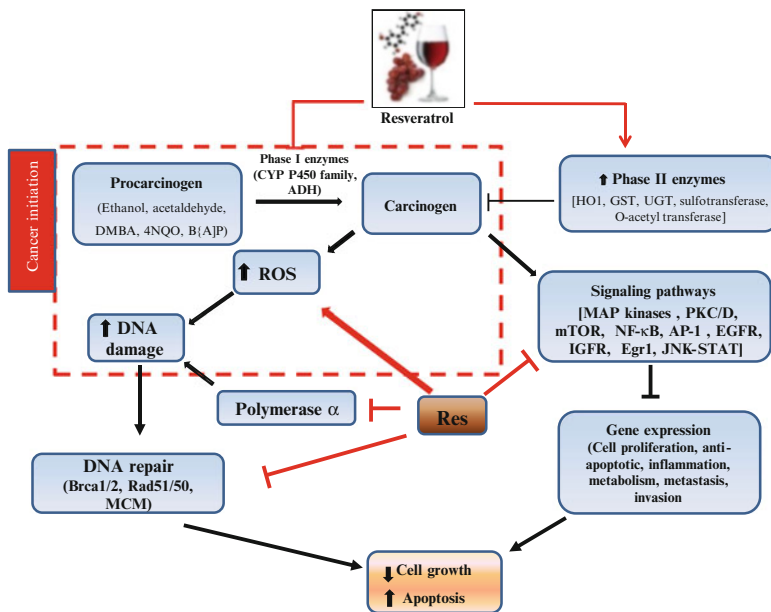 Resveratrol
Cancer initiation
Procarcinogen
(Ethanol, acetaldehyde,
DMBA, 4NQO, B{A]P)
Phase I enzymes
(CYP P450 family,
ADH)
Carcinogen
Phase II enzymes
[HO1, GST, UGT, sulfotransferase,
O-acetyl transferase]
ROS
DNA
damage
Signaling pathways
[MAP kinases , PKC/D,
mTOR, NF-κB, AP-1 , EGFR,
IGFR, Egr1, JNK-STAT]
Polymerase α
Res
DNA repair
(Brca1/2, Rad51/50,
MCM)
Gene expression
(Cell proliferation, anti-
apoptotic, inflammation,
metabolism, metastasis,
invasion
Cell growth
Apoptosis